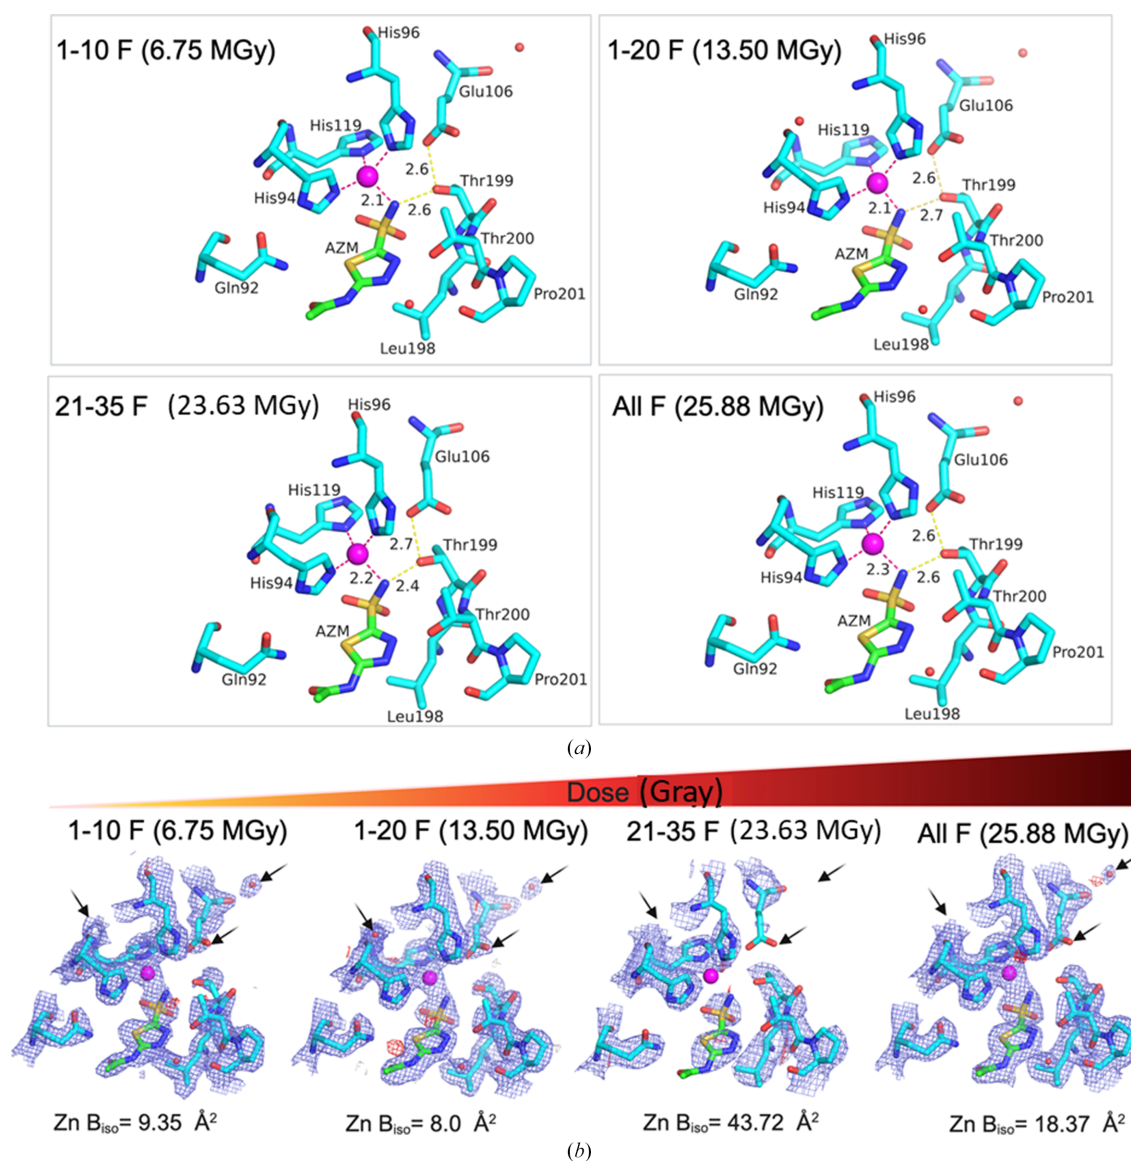 (a)
1-10 F (6.75 MGy)
His96
Glu106
His119
2.6
Thr199
His94
2.1
2.6
AZM
Thr200
Gln92
Pro201
Leu198
1-20 F (13.50 MGy)
His96
Glu106
His119
2.6
Thr199
His94
2.1
2.7
AZM
Thr200
Gln92
Pro201
Leu198
21-35 F (23.63 MGy)
His96
Glu106
His119
2.7
Thr199
His94
2.2
2.4
AZM
Thr200
Gln92
Pro201
Leu198
All F (25.88 MGy)
His96
Glu106
His119
2.6
Thr199
His94
2.3
2.6
AZM
Thr200
Gln92
Pro201
Leu198
Dose (Gray)
1-10 F (6.75 MGy)
1-20 F (13.50 MGy)
21-35 F (23.63 MGy)
All F (25.88 MGy)
Zn Biso= 9.35 Å²
Zn Biso= 8.0 Å²
Zn Biso= 43.72 Å²
Zn Biso= 18.37 Å²
(b)